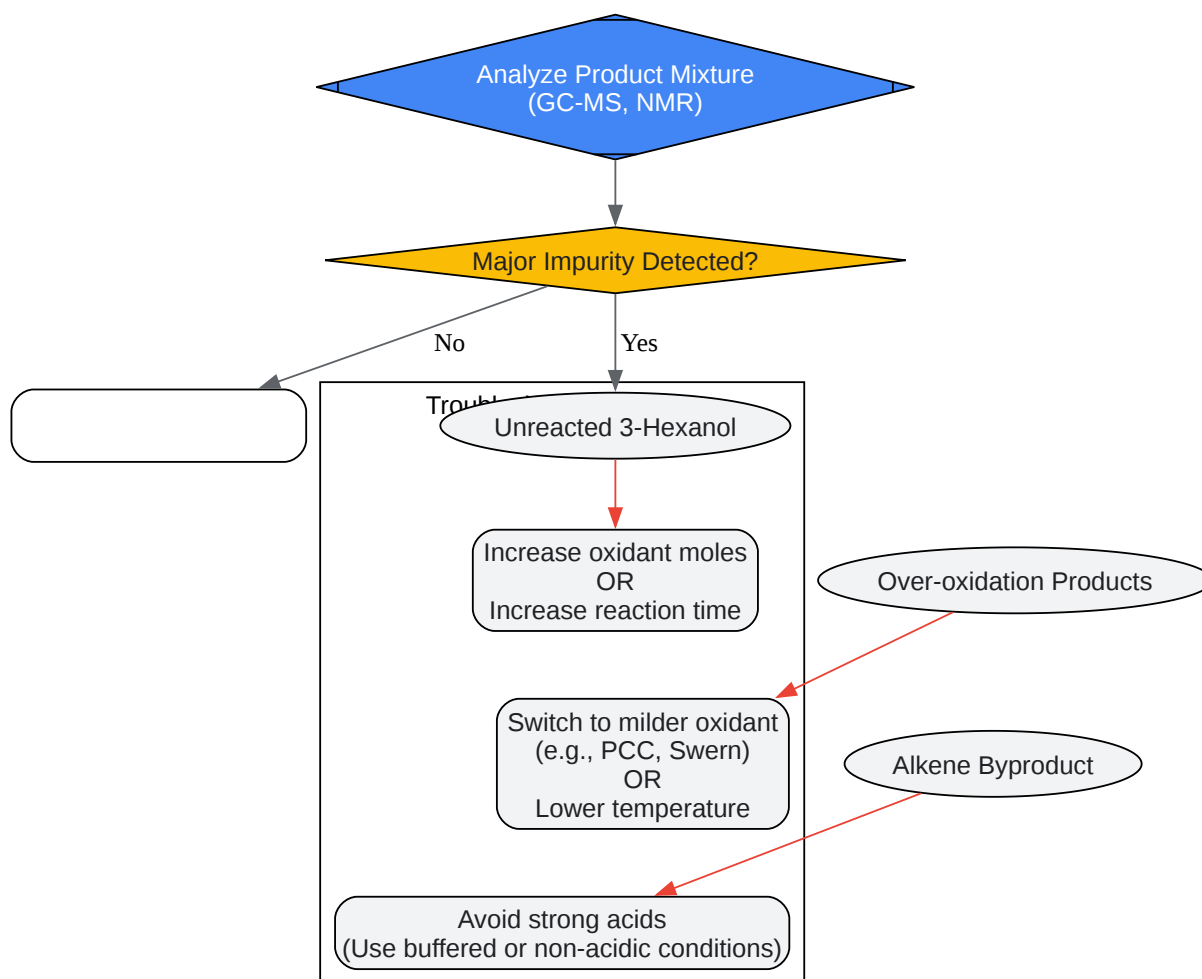 Analyze Product Mixture
(GC-MS, NMR)
Major Impurity Detected?
No
Yes
Unreacted 3-Hexanol
Increase oxidant moles
OR
Increase reaction time
Over-oxidation Products
Switch to milder oxidant
(e.g., PCC, Swern)
OR
Lower temperature
Alkene Byproduct
Avoid strong acids
(Use buffered or non-acidic conditions)